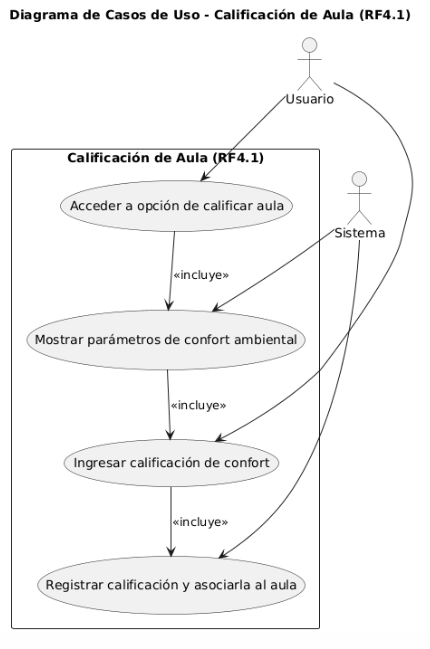 Diagrama de Casos de Uso - Calificación de Aula (RF4.1)
Usuario
Calificación de Aula (RF4.1)
Acceder a opción de calificar aula
Sistema
«incluye»
Mostrar parámetros de confort ambiental
«incluye»
Ingresar calificación de confort
«incluye»
Registrar calificación y asociarla al aula